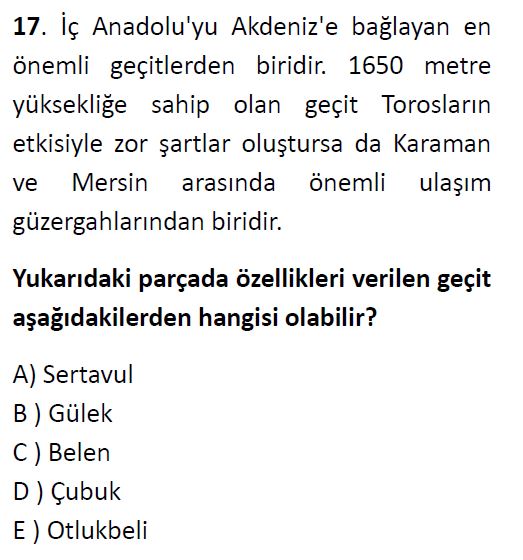 17. İç Anadolu'yu Akdeniz'e bağlayan en
önemli geçitlerden biridir. 1650 metre
yüksekliğe sahip olan geçit Torosların
etkisiyle zor şartlar oluştursa da Karaman
ve Mersin arasında önemli ulaşım
güzergahlarından biridir.
Yukarıdaki parçada özellikleri verilen geçit
aşağıdakilerden hangisi olabilir?
A) Sertavul
B ) Gülek
C ) Belen
D ) Çubuk
E ) Otlukbeli